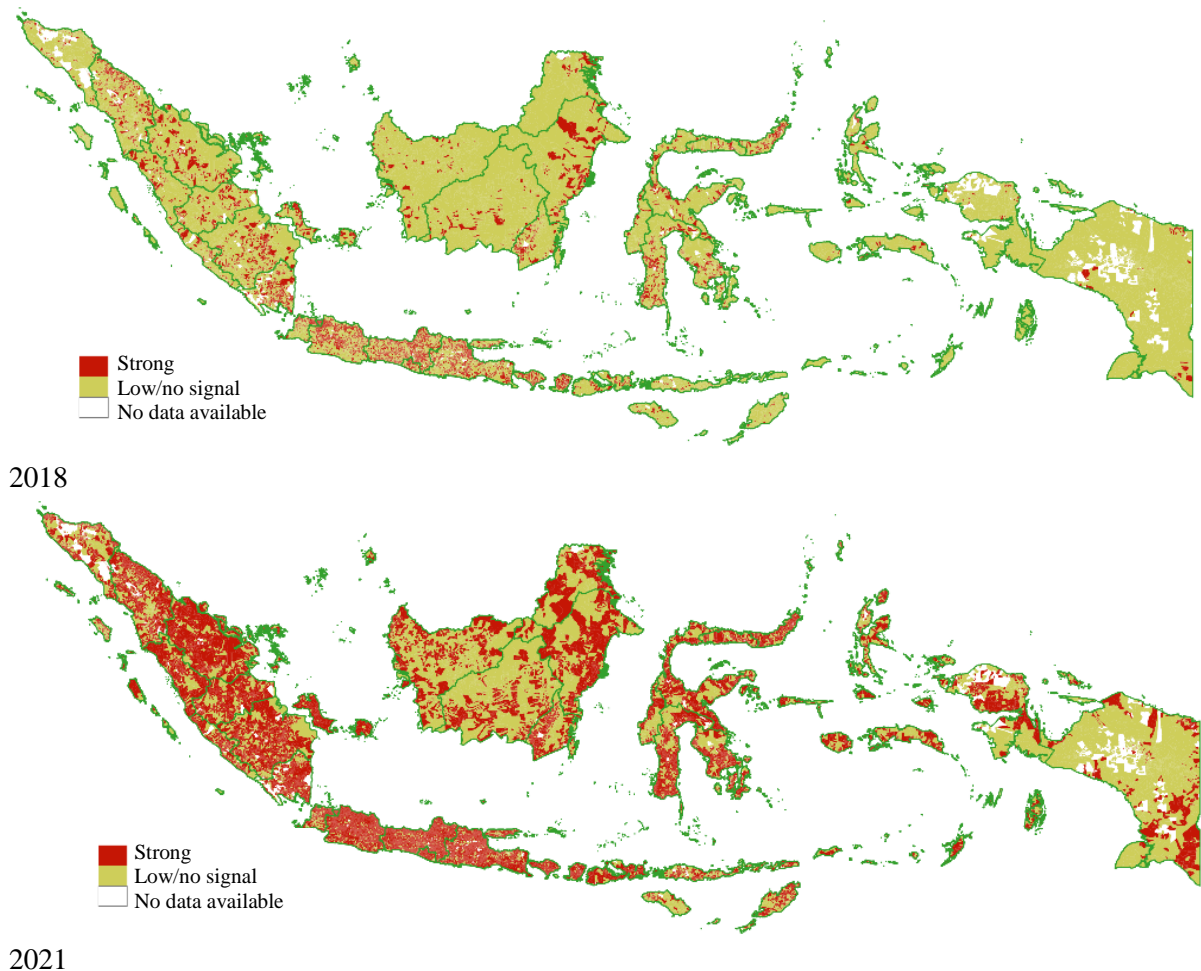 Strong
Low/no signal
No data available
2018
Strong
Low/no signal
No data available
2021